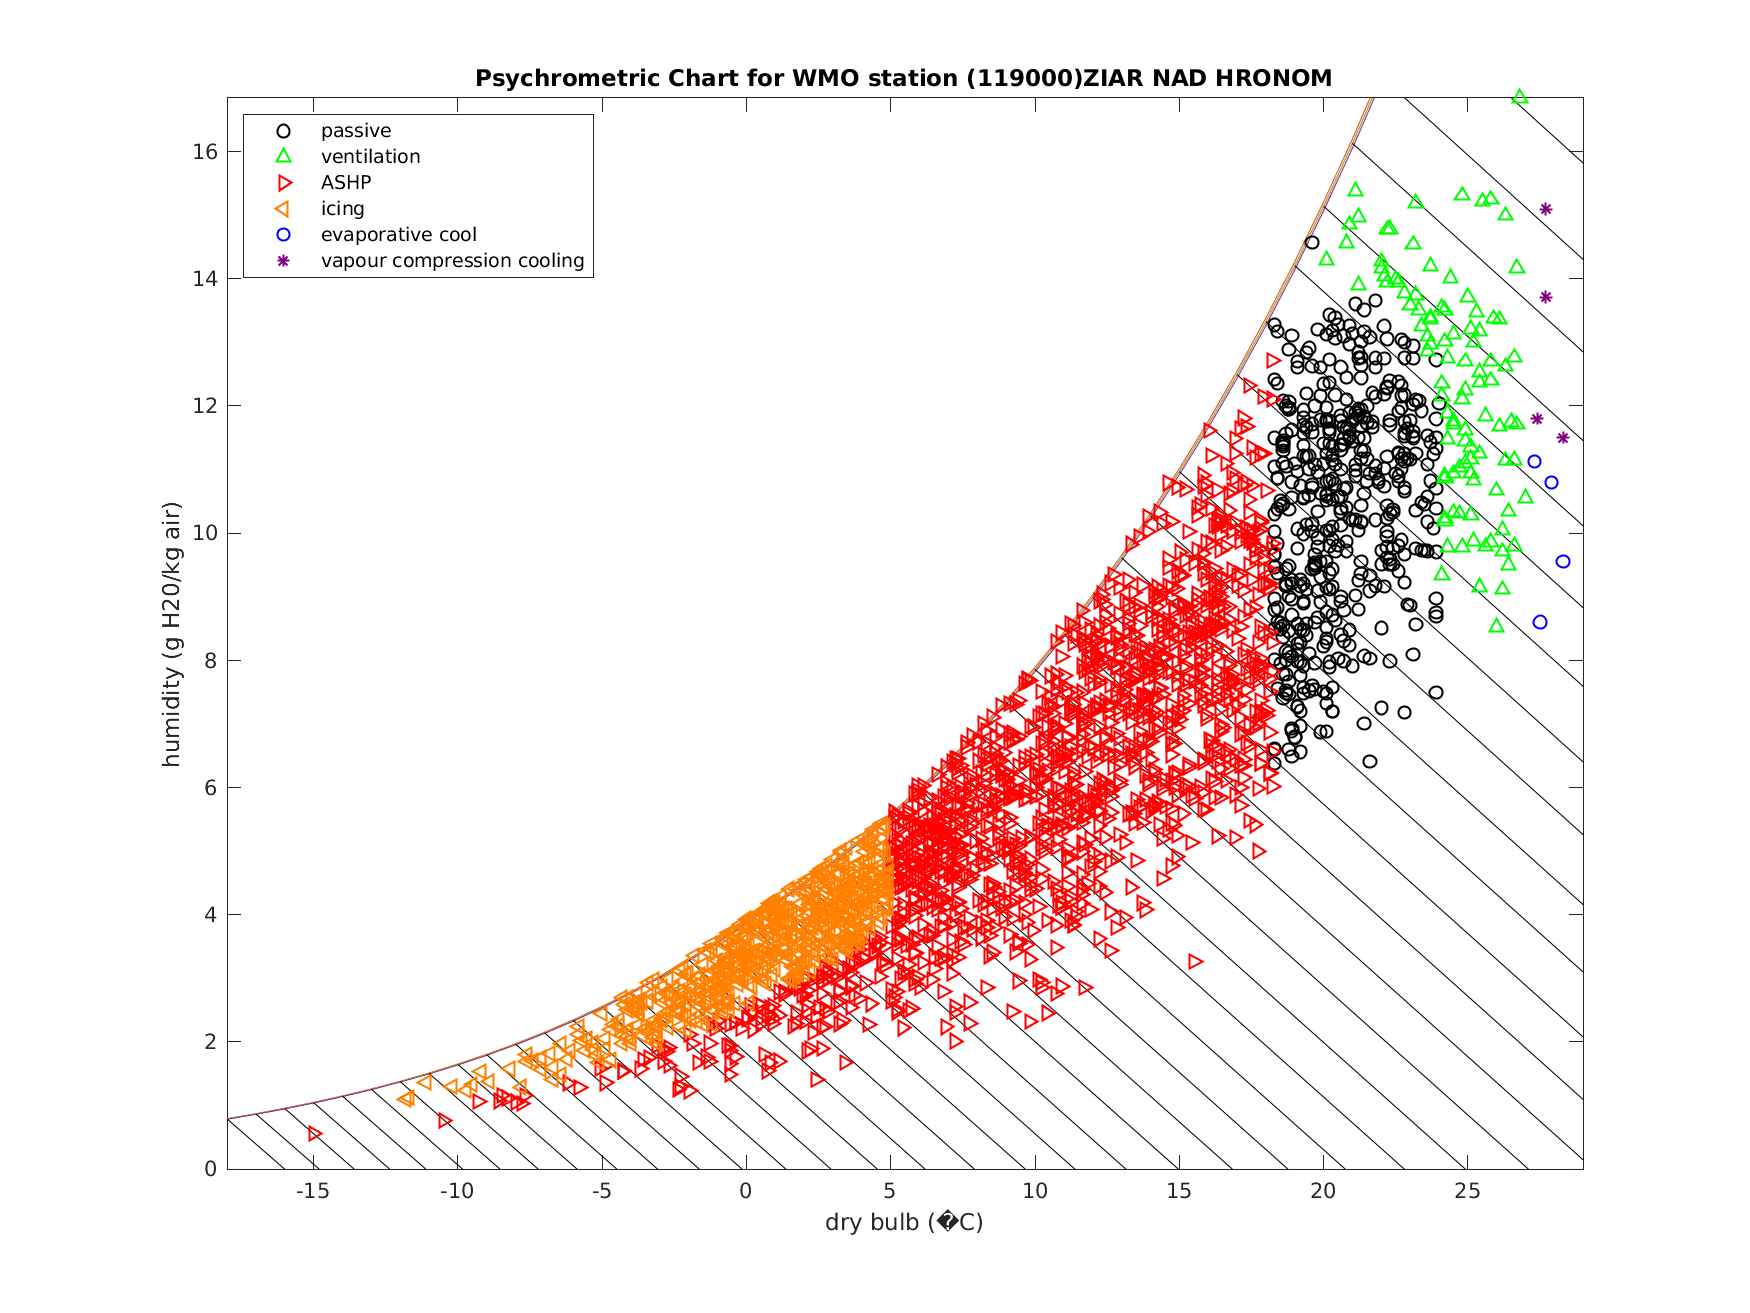 Psychrometric Chart for WMO station (119000)ZIAR NAD HRONOM
passive
ventilation
ASHP
icing
evaporative cool
vapour compression cooling
humidity (g H20/kg air)
16
14
12
10
8
6
4
2
0
-15 -10 -5 0 5 10 15 20 25
dry bulb (�C)